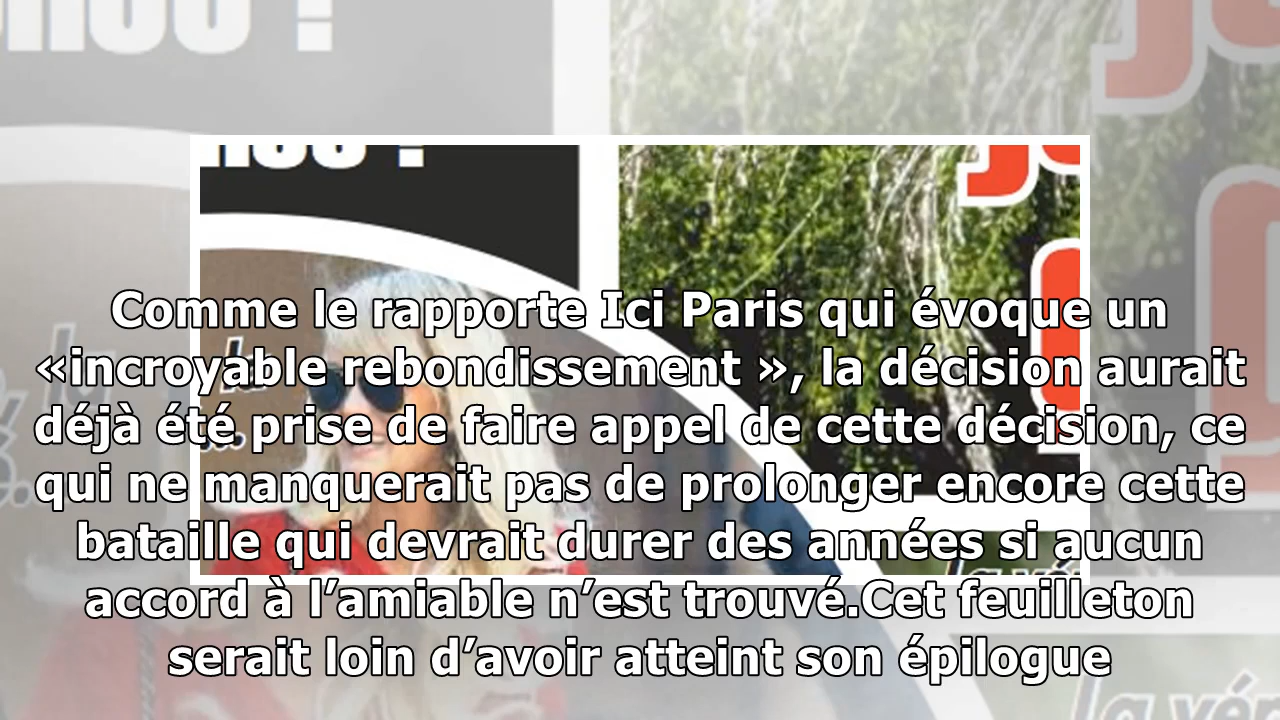 Comme le rapporte Ici Paris qui évoque un
«incroyable rebondissement », la décision aurait
déjà été prise de faire appel de cette décision, ce
qui ne manquerait pas de prolonger encore cette
bataille qui devrait durer des années si aucun
accord à l’amiable n’est trouvé.Cet feuilleton
serait loin d’avoir atteint son épilogue